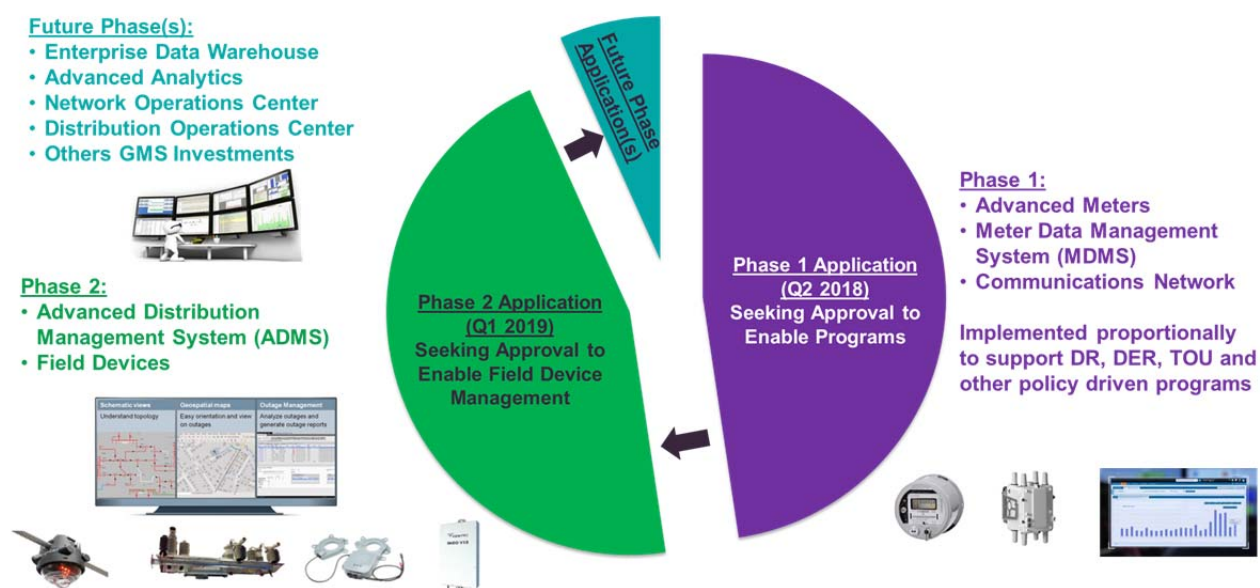 Future Phase(s):
• Enterprise Data Warehouse
• Advanced Analytics
• Network Operations Center
• Distribution Operations Center
• Others GMS Investments
Future Phase
Application(s)
Phase 1:
• Advanced Meters
• Meter Data Management
System (MDMS)
• Communications Network
Implemented proportionally
to support DR, DER, TOU and
other policy driven programs
Phase 1 Application
(Q2 2018)
Seeking Approval to
Enable Programs
Phase 2 Application
(Q1 2019)
Seeking Approval to
Enable Field Device
Management
Phase 2:
• Advanced Distribution
Management System (ADMS)
• Field Devices
Schematic views
Understand topology
Geospatial maps
Easy orientation and view
on outages
Outage Management
Analyze outages and
generate outage reports